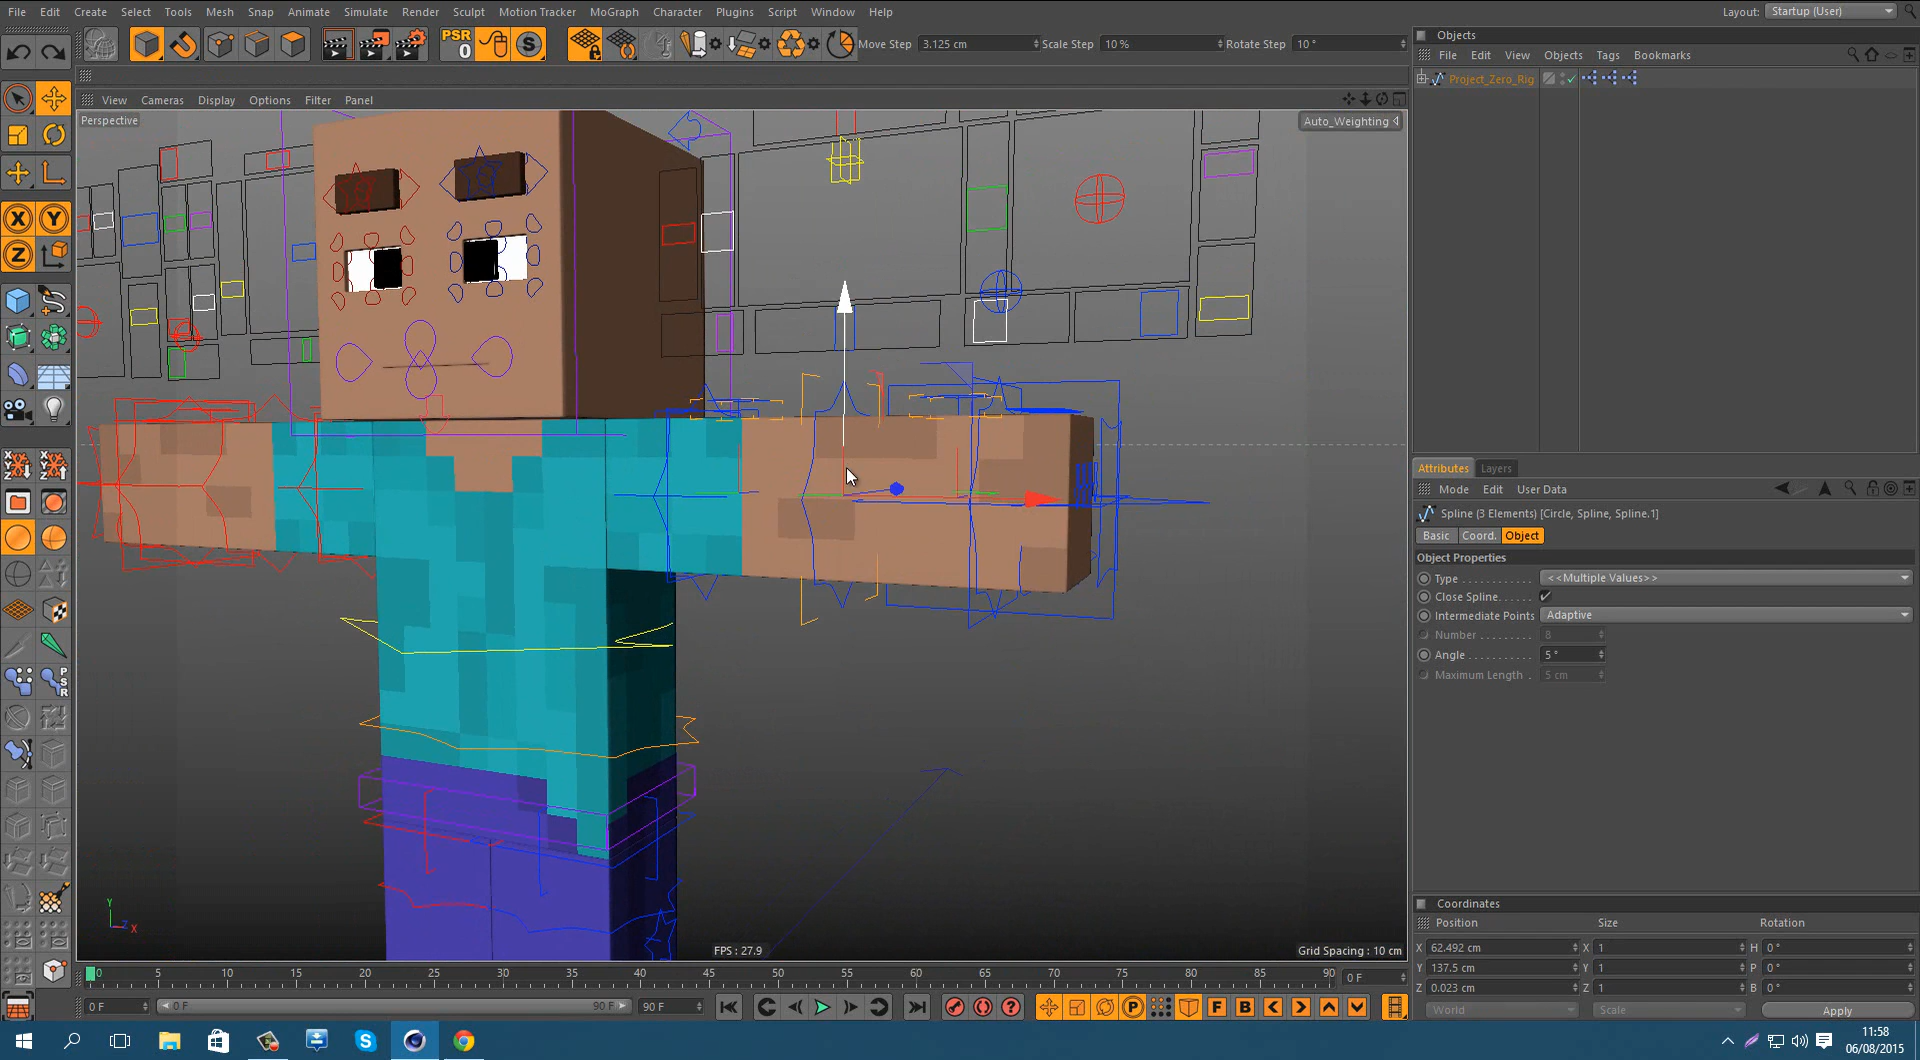 File Edit Create Select Tools Mesh Snap Animate Simulate Render Sculpt Motion Tracker MoGraph Character Plugins Script Window Help
Layout: Startup (User)
PSR 0 S Move Step 3.125 cm Scale Step 10 % Rotate Step 10 °
Objects
File Edit View Objects Tags Bookmarks
Project_Zero_Rig
View Cameras Display Options Filter Panel
Perspective
Auto_Weighting
X Y
Z
Attributes Layers
Mode Edit User Data
Spline (3 Elements) [Circle, Spline, Spline.1]
Basic Coord. Object
Object Properties
Type <<Multiple Values>>
Close Spline
Intermediate Points Adaptive
Number 8
Angle 5 °
Maximum Length 5 cm
X Y Z
X Y Z
P S R
Y Z X
FPS : 27.9
Grid Spacing : 10 cm
0 5 10 15 20 25 30 35 40 45 50 55 60 65 70 75 80 85 90 0 F
0 F 0 F 90 F 90 F
P F B
Coordinates
Position Size Rotation
X 62.492 cm X 1 H 0 °
Y 137.5 cm Y 1 P 0 °
Z 0.023 cm Z 1 B 0 °
World Scale Apply
11:58
06/08/2015